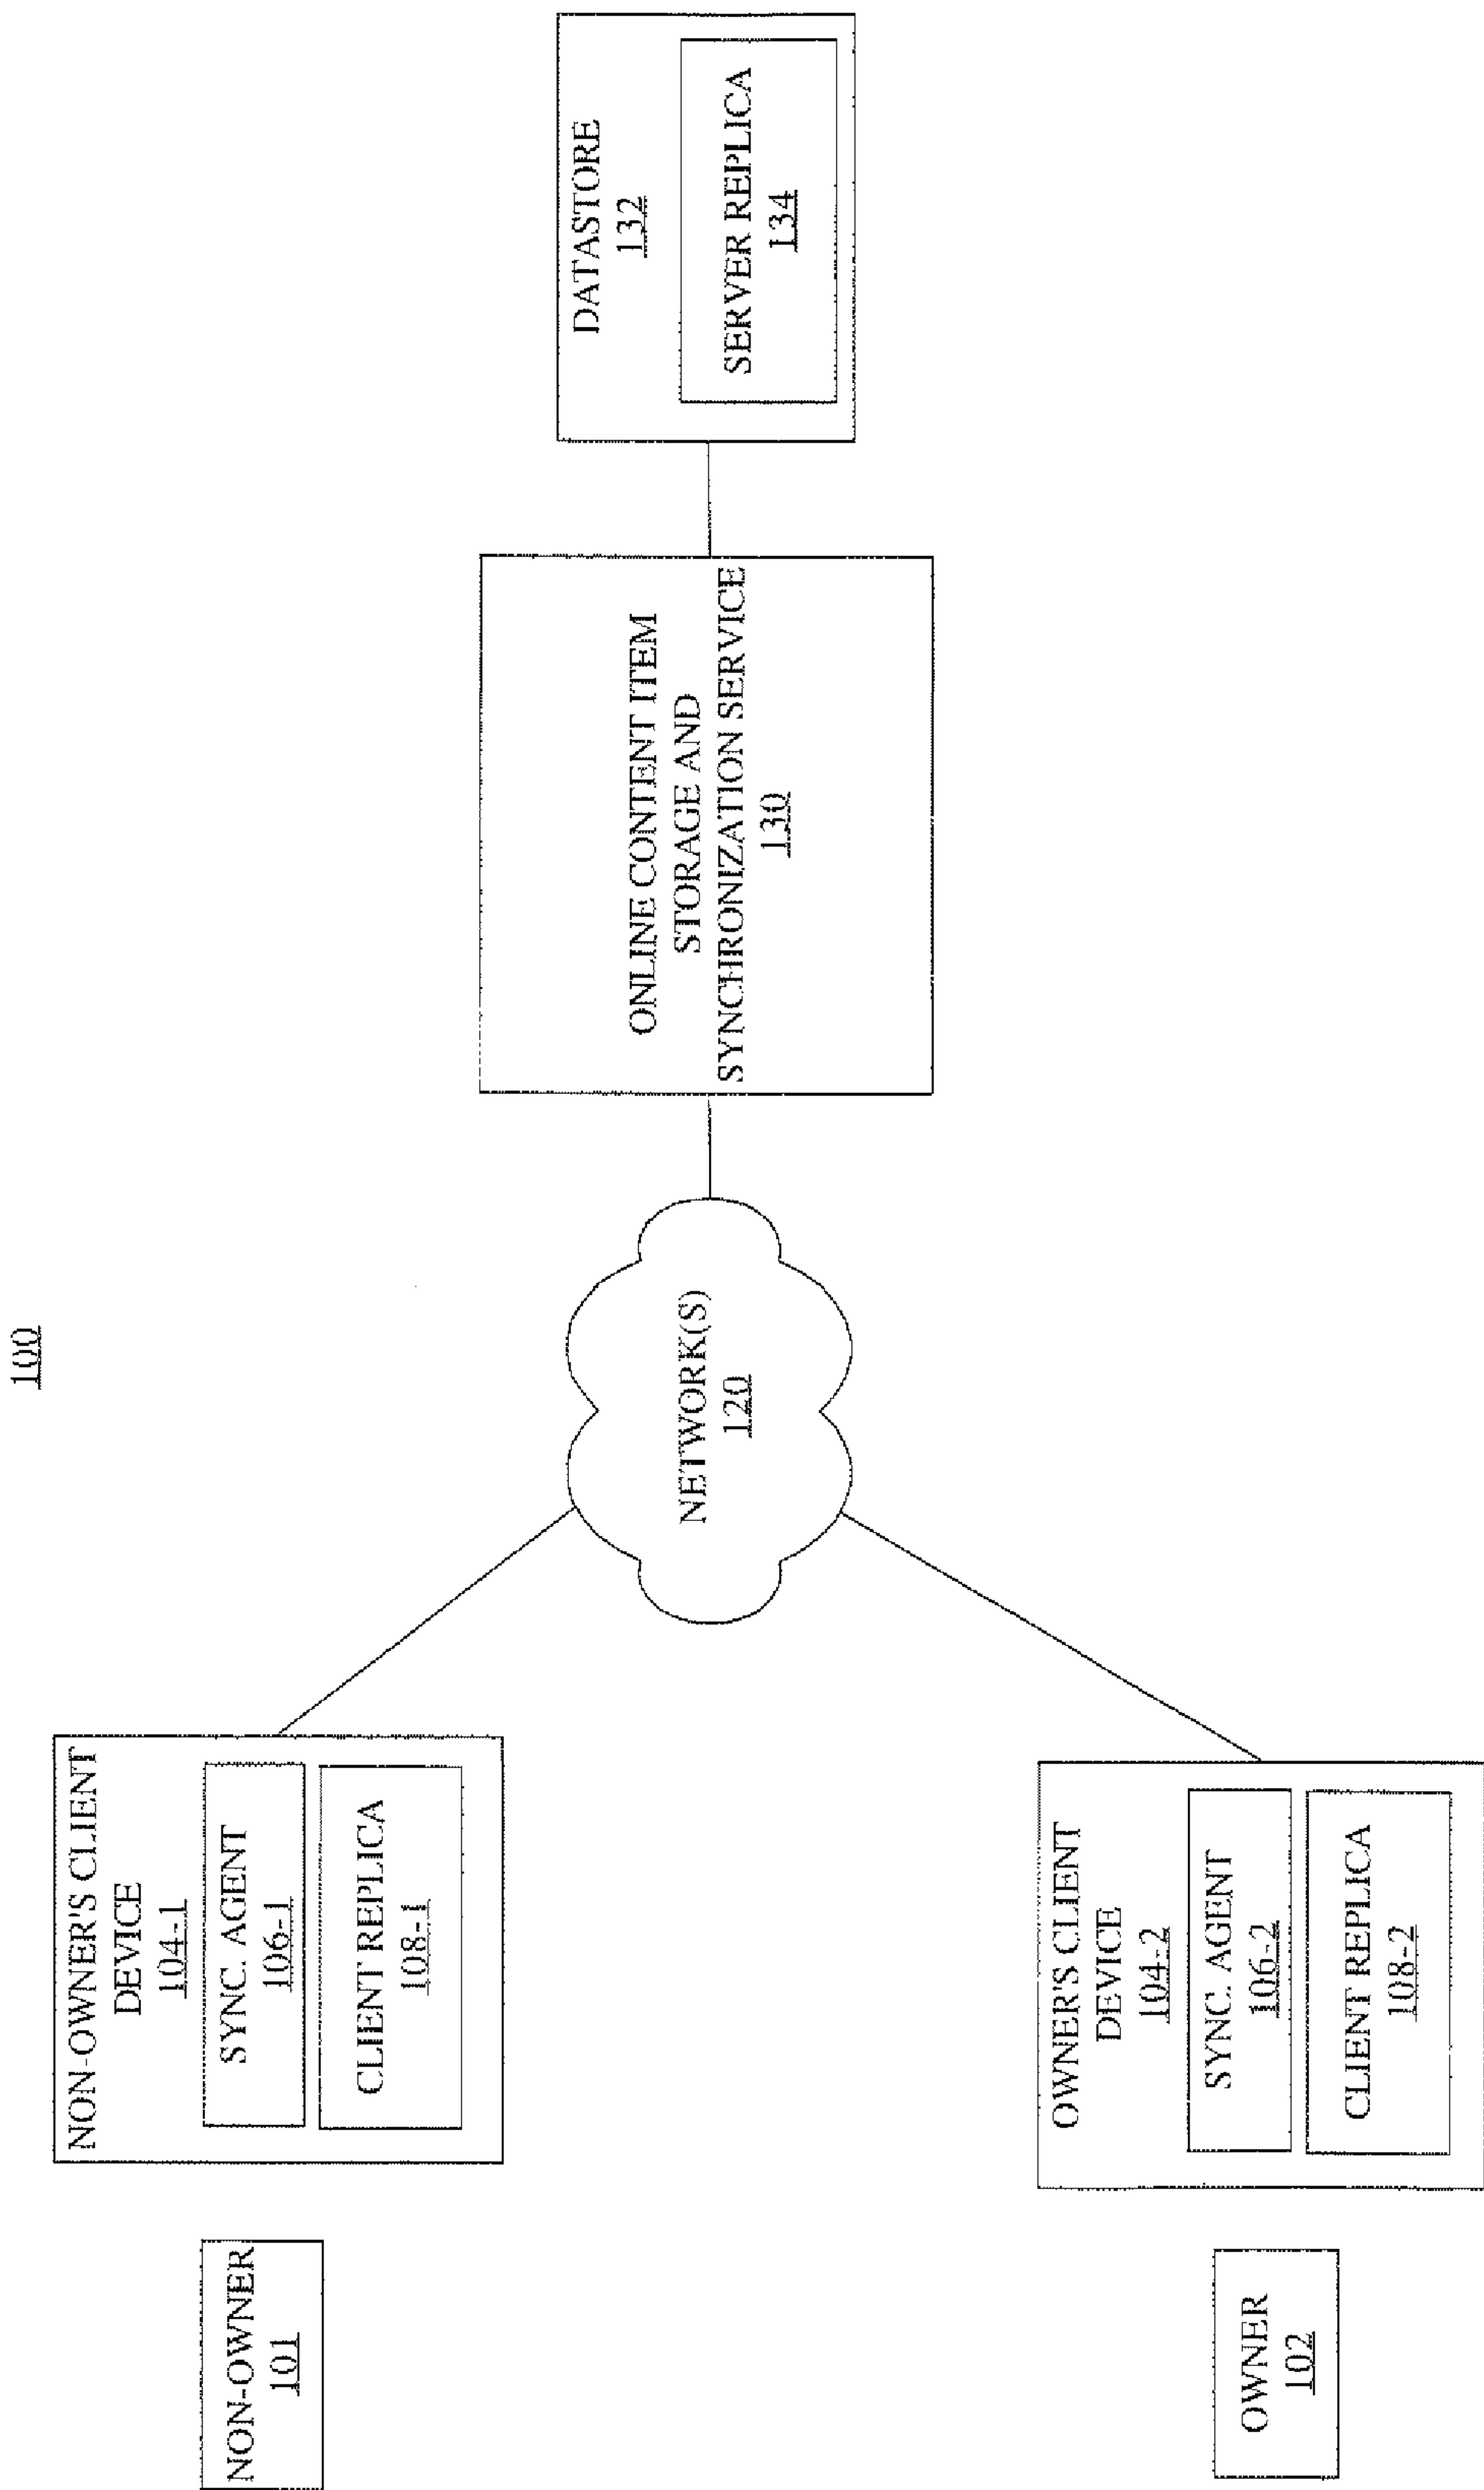 100
NON-OWNER
101
NON-OWNER'S CLIENT
DEVICE
104-1
SYNC. AGENT
106-1
CLIENT REPLICA
108-1
OWNER
102
OWNER'S CLIENT
DEVICE
104-2
SYNC. AGENT
106-2
CLIENT REPLICA
108-2
NETWORK(S)
120
ONLINE CONTENT ITEM
STORAGE AND
SYNCHRONIZATION SERVICE
130
DATASTORE
132
SERVER REPLICA
134